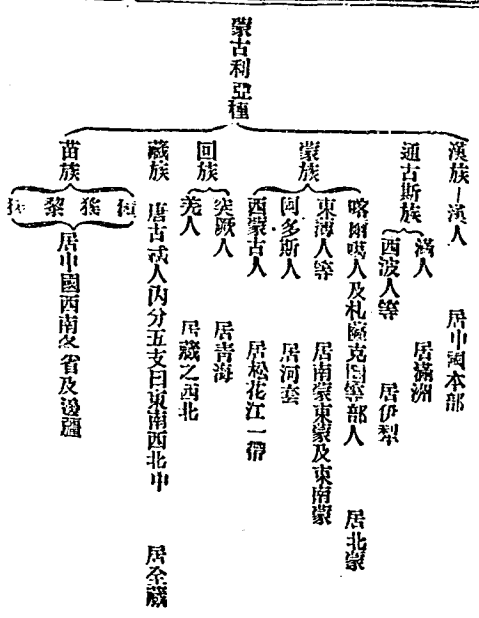 蒙古利亞種
漢族—漢人 居中國本部
通古斯族
滿人 居滿洲
西波人等 居伊犁
蒙族
喀爾噶人及札薩克圖等部人 居北蒙
東薄人等 居南蒙東蒙及東南蒙
阿多斯人 居河套
西蒙古人 居松花江一帶
回族
突厥人 居青海
羌人 居藏之西北
藏族 唐古忒人內分五支曰東南西北中 居全藏
苗族
猺 黎
居中國西南各省及邊疆